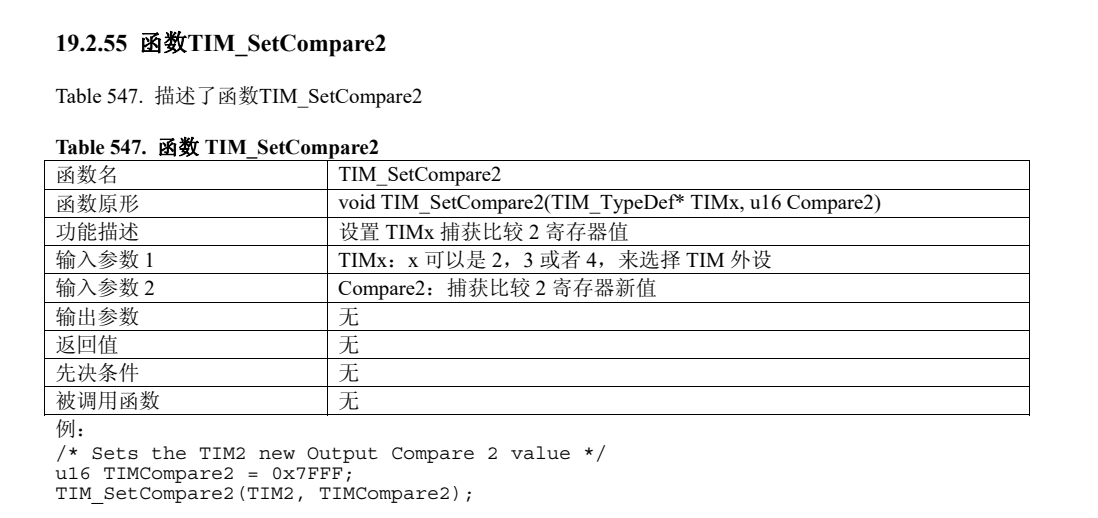 19.2.55 函数TIM_SetCompare2
Table 547. 描述了函数TIM_SetCompare2
Table 547. 函数 TIM_SetCompare2
函数名 TIM_SetCompare2
函数原形 void TIM_SetCompare2(TIM_TypeDef* TIMx, u16 Compare2)
功能描述 设置 TIMx 捕获比较 2 寄存器值
输入参数 1 TIMx：x 可以是 2，3 或者 4，来选择 TIM 外设
输入参数 2 Compare2：捕获比较 2 寄存器新值
输出参数 无
返回值 无
先决条件 无
被调用函数 无
例：
/* Sets the TIM2 new Output Compare 2 value */
u16 TIMCompare2 = 0x7FFF;
TIM_SetCompare2(TIM2, TIMCompare2);